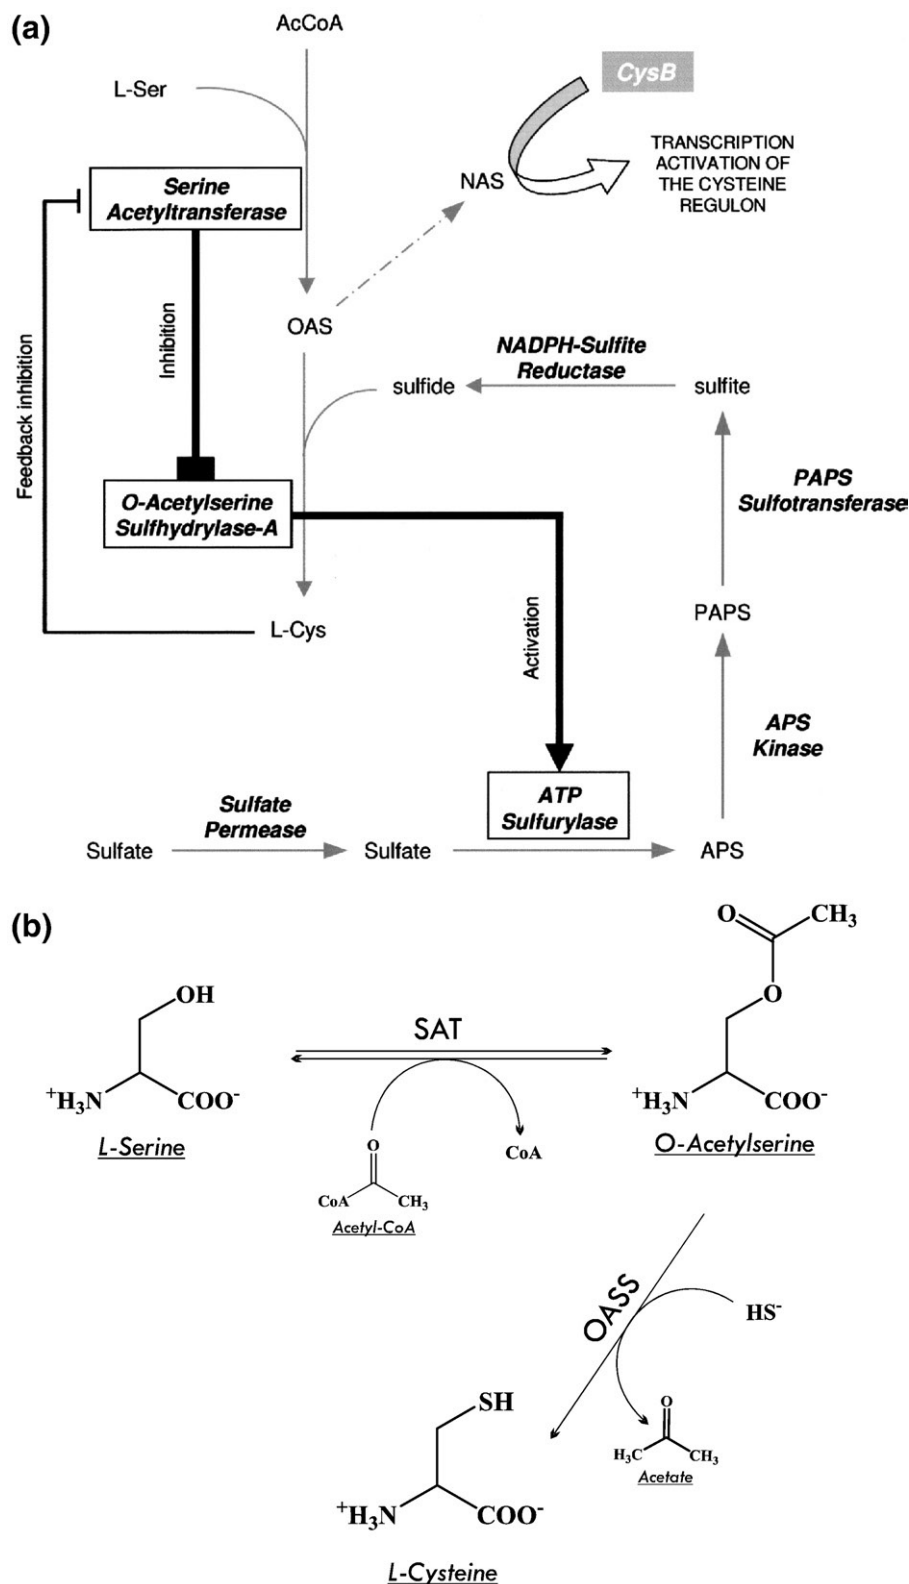 (a)
AcCoA
L-Ser
CysB
TRANSCRIPTION
ACTIVATION OF
THE CYSTEINE
REGULON
NAS
Serine
Acetyltransferase
OAS
Inhibition
Feedback inhibition
NADPH-Sulfite
Reductase
sulfide
sulfite
PAPS
Sulfotransferase
O-Acetylserine
Sulfhydrylase-A
L-Cys
PAPS
Activation
APS
Kinase
ATP
Sulfurylase
Sulfate
Permease
Sulfate
Sulfate
APS
(b)
O
CH3
O
OH
SAT
+H3N
COO-
L-Serine
+H3N
COO-
O-Acetylserine
O
CoA
CH3
Acetyl-CoA
CoA
OASS
HS-
SH
O
H3C
CH3
Acetate
+H3N
COO-
L-Cysteine